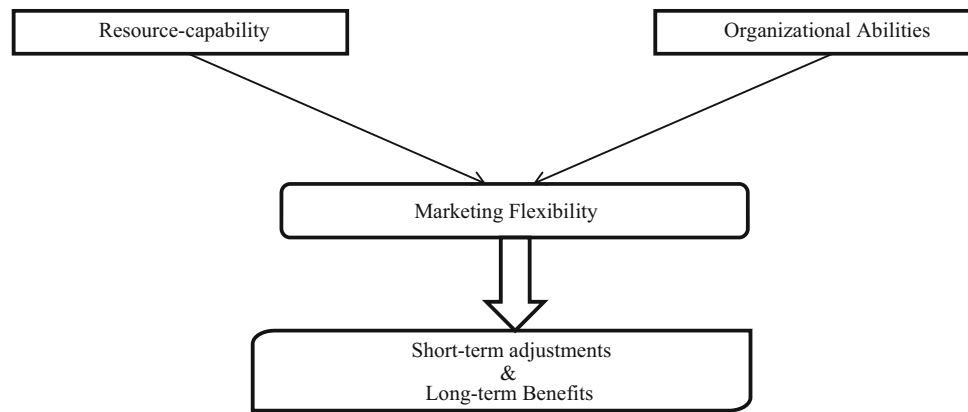 Resource-capability
Organizational Abilities
Marketing Flexibility
Short-term adjustments
&
Long-term Benefits